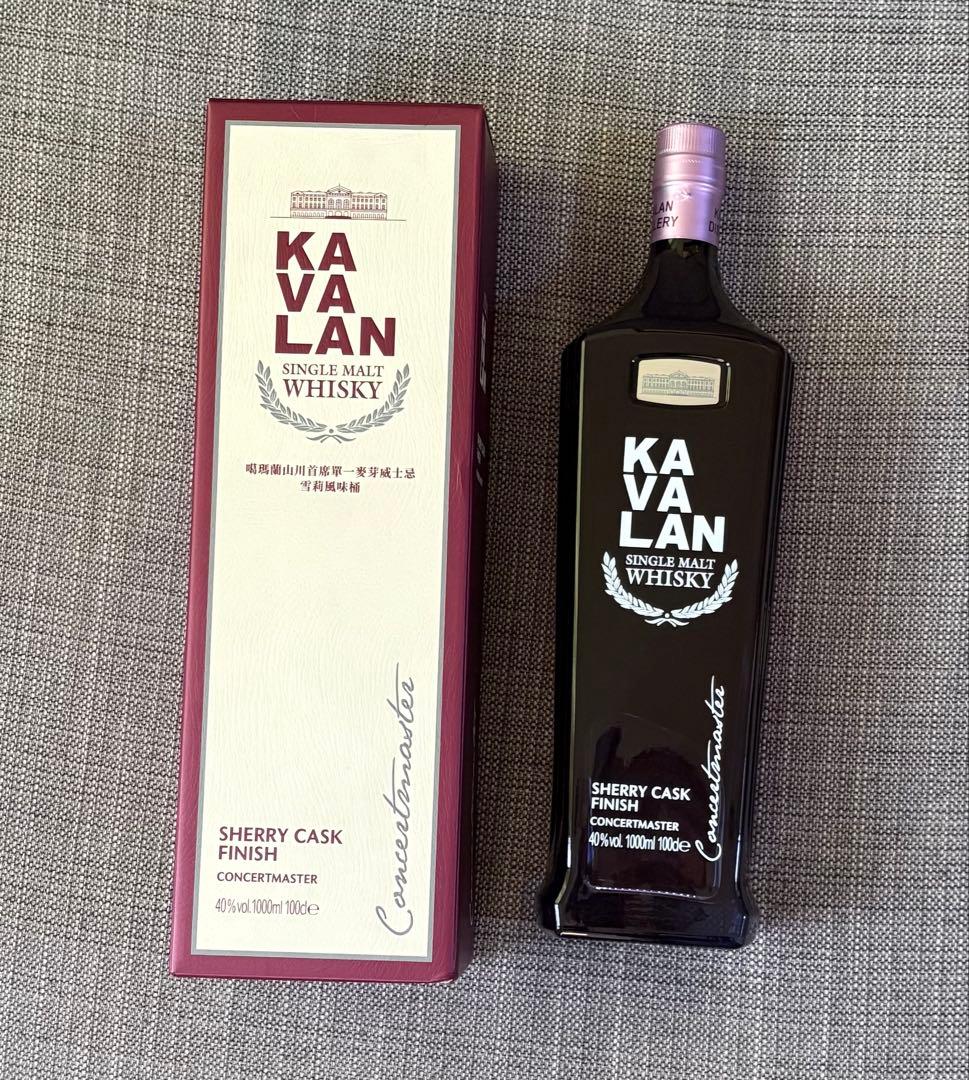 KA
VA
LAN
SINGLE MALT
WHISKY
噶瑪蘭山川首席單一麥芽威士忌
雪莉風味桶
Concertmaster
SHERRY CASK
FINISH
CONCERTMASTER
40%vol.1000ml 100cl℮
LAN
ERY
KA
VA
LAN
SINGLE MALT
WHISKY
Concertmaster
SHERRY CASK
FINISH
CONCERTMASTER
40%vol. 1000ml 100cl℮